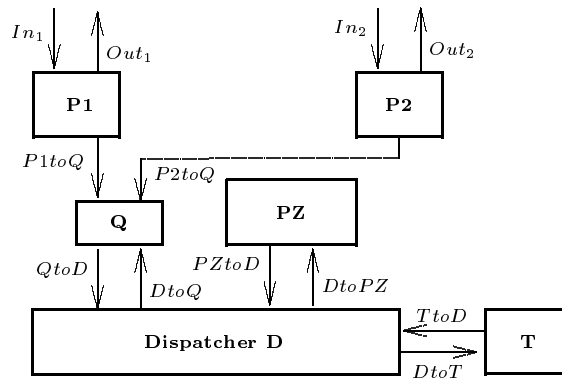 In1
Out1
In2
Out2
P1
P2
P1toQ
P2toQ
Q
PZ
QtoD
DtoQ
PZtoD
DtoPZ
Dispatcher D
TtoD
T
DtoT